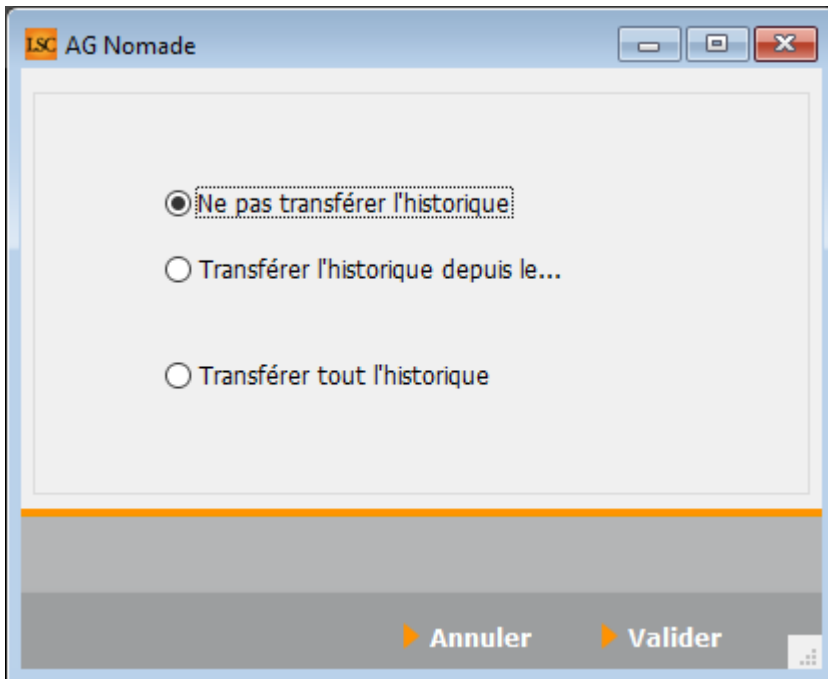 LSC AG Nomade
Ne pas transférer l'historique
Transférer l'historique depuis le...
Transférer tout l'historique
Annuler Valider